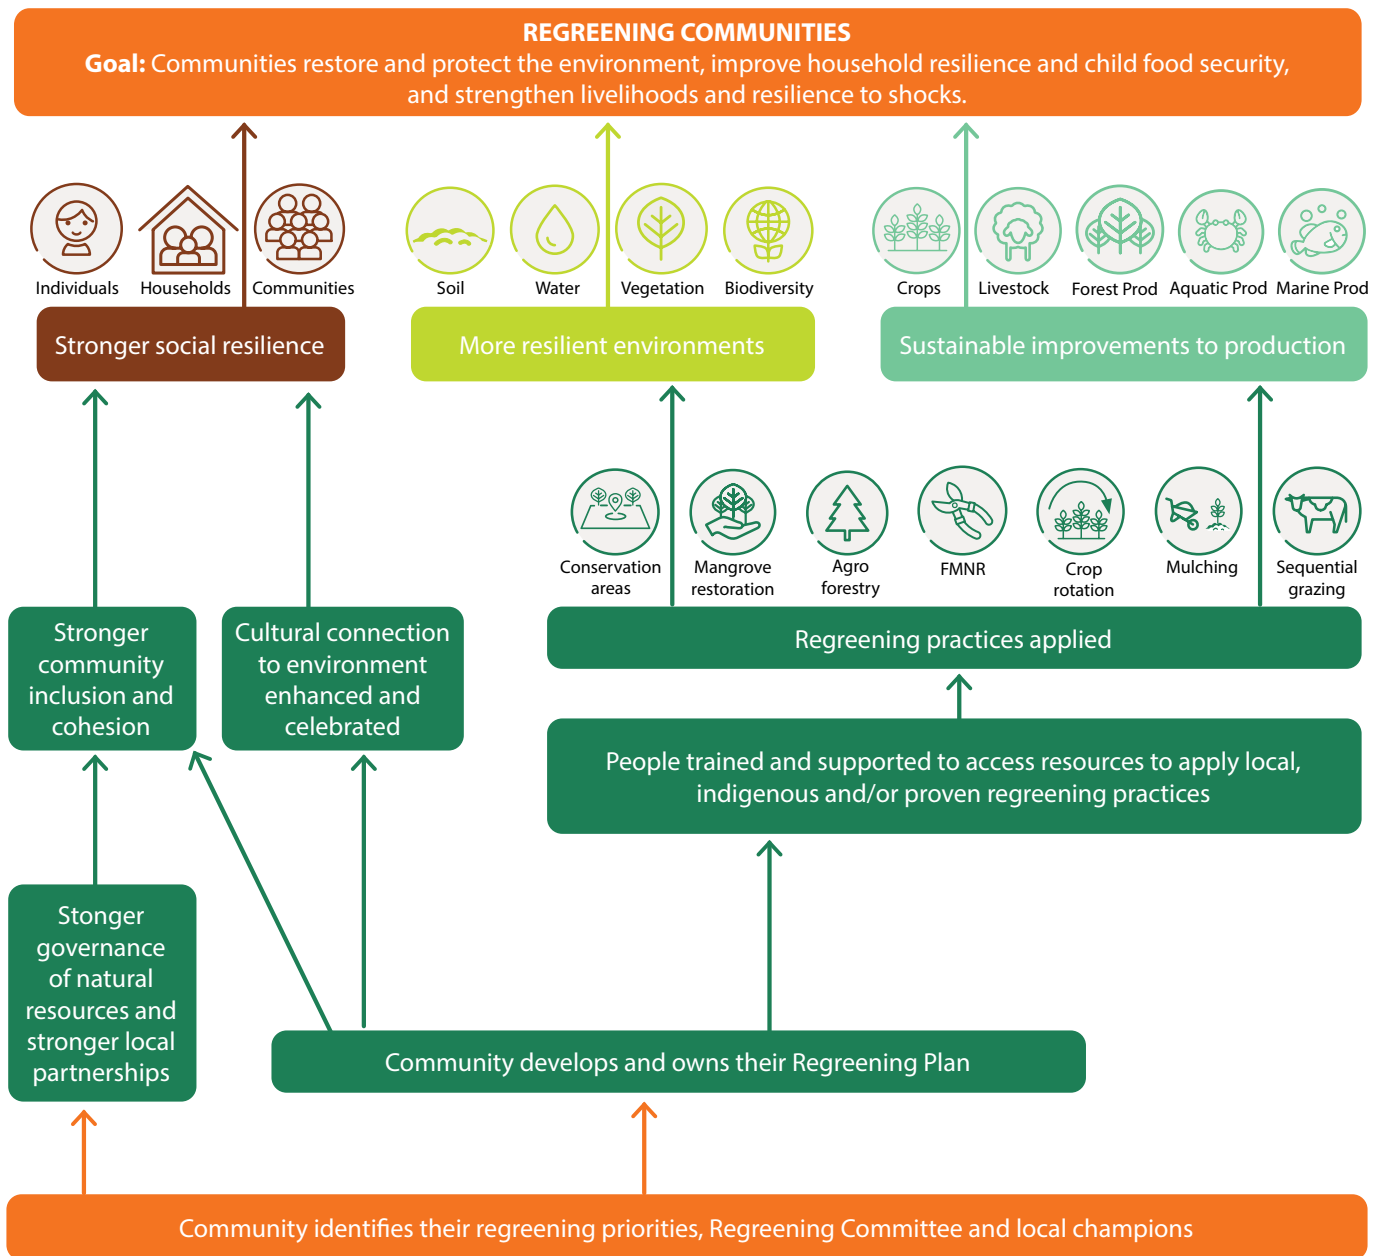 REGREENING COMMUNITIES
Goal: Communities restore and protect the environment, improve household resilience and child food security,
and strengthen livelihoods and resilience to shocks.
Individuals
Households
Communities
Soil
Water
Vegetation
Biodiversity
Crops
Livestock
Forest Prod
Aquatic Prod
Marine Prod
Stronger social resilience
More resilient environments
Sustainable improvements to production
Conservation
areas
Mangrove
restoration
Agro
forestry
FMNR
Crop
rotation
Mulching
Sequential
grazing
Stronger
community
inclusion and
cohesion
Cultural connection
to environment
enhanced and
celebrated
Regreening practices applied
People trained and supported to access resources to apply local,
indigenous and/or proven regreening practices
Stonger
governance
of natural
resources and
stronger local
partnerships
Community develops and owns their Regreening Plan
Community identifies their regreening priorities, Regreening Committee and local champions